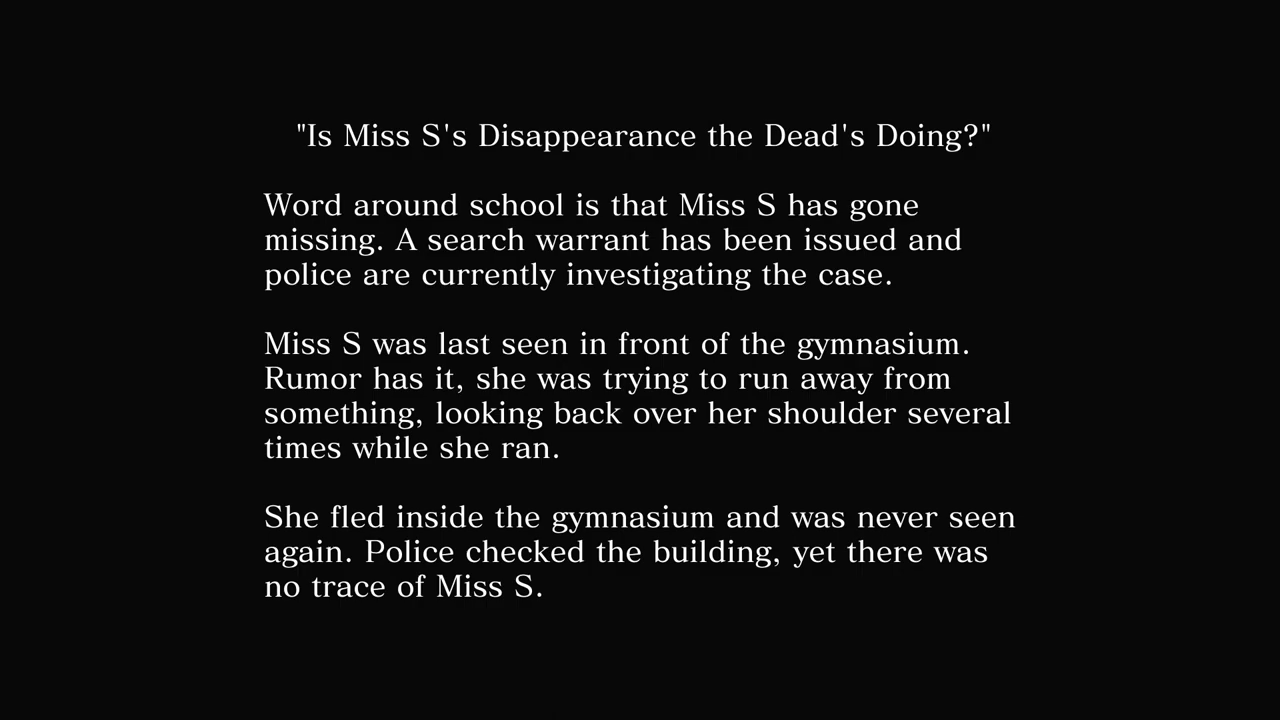 "Is Miss S's Disappearance the Dead's Doing?"
Word around school is that Miss S has gone
missing. A search warrant has been issued and
police are currently investigating the case.
Miss S was last seen in front of the gymnasium.
Rumor has it, she was trying to run away from
something, looking back over her shoulder several
times while she ran.
She fled inside the gymnasium and was never seen
again. Police checked the building, yet there was
no trace of Miss S.